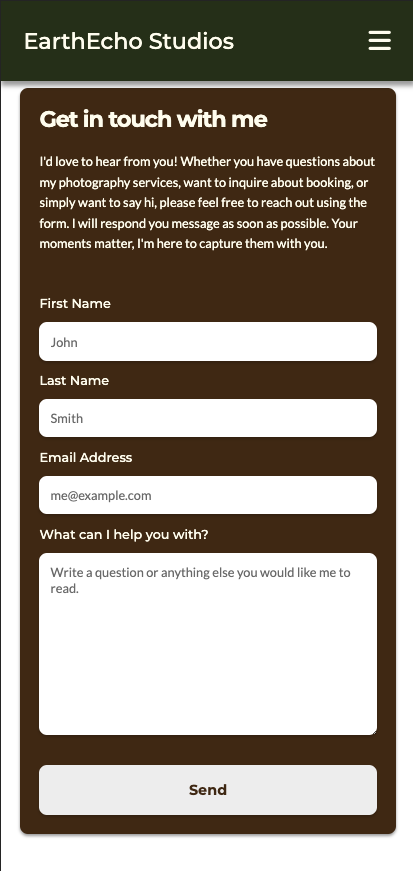 EarthEcho Studios
Get in touch with me
I'd love to hear from you! Whether you have questions about
my photography services, want to inquire about booking, or
simply want to say hi, please feel free to reach out using the
form. I will respond you message as soon as possible. Your
moments matter, I'm here to capture them with you.
First Name
John
Last Name
Smith
Email Address
me@example.com
What can I help you with?
Write a question or anything else you would like me to
read.
Send